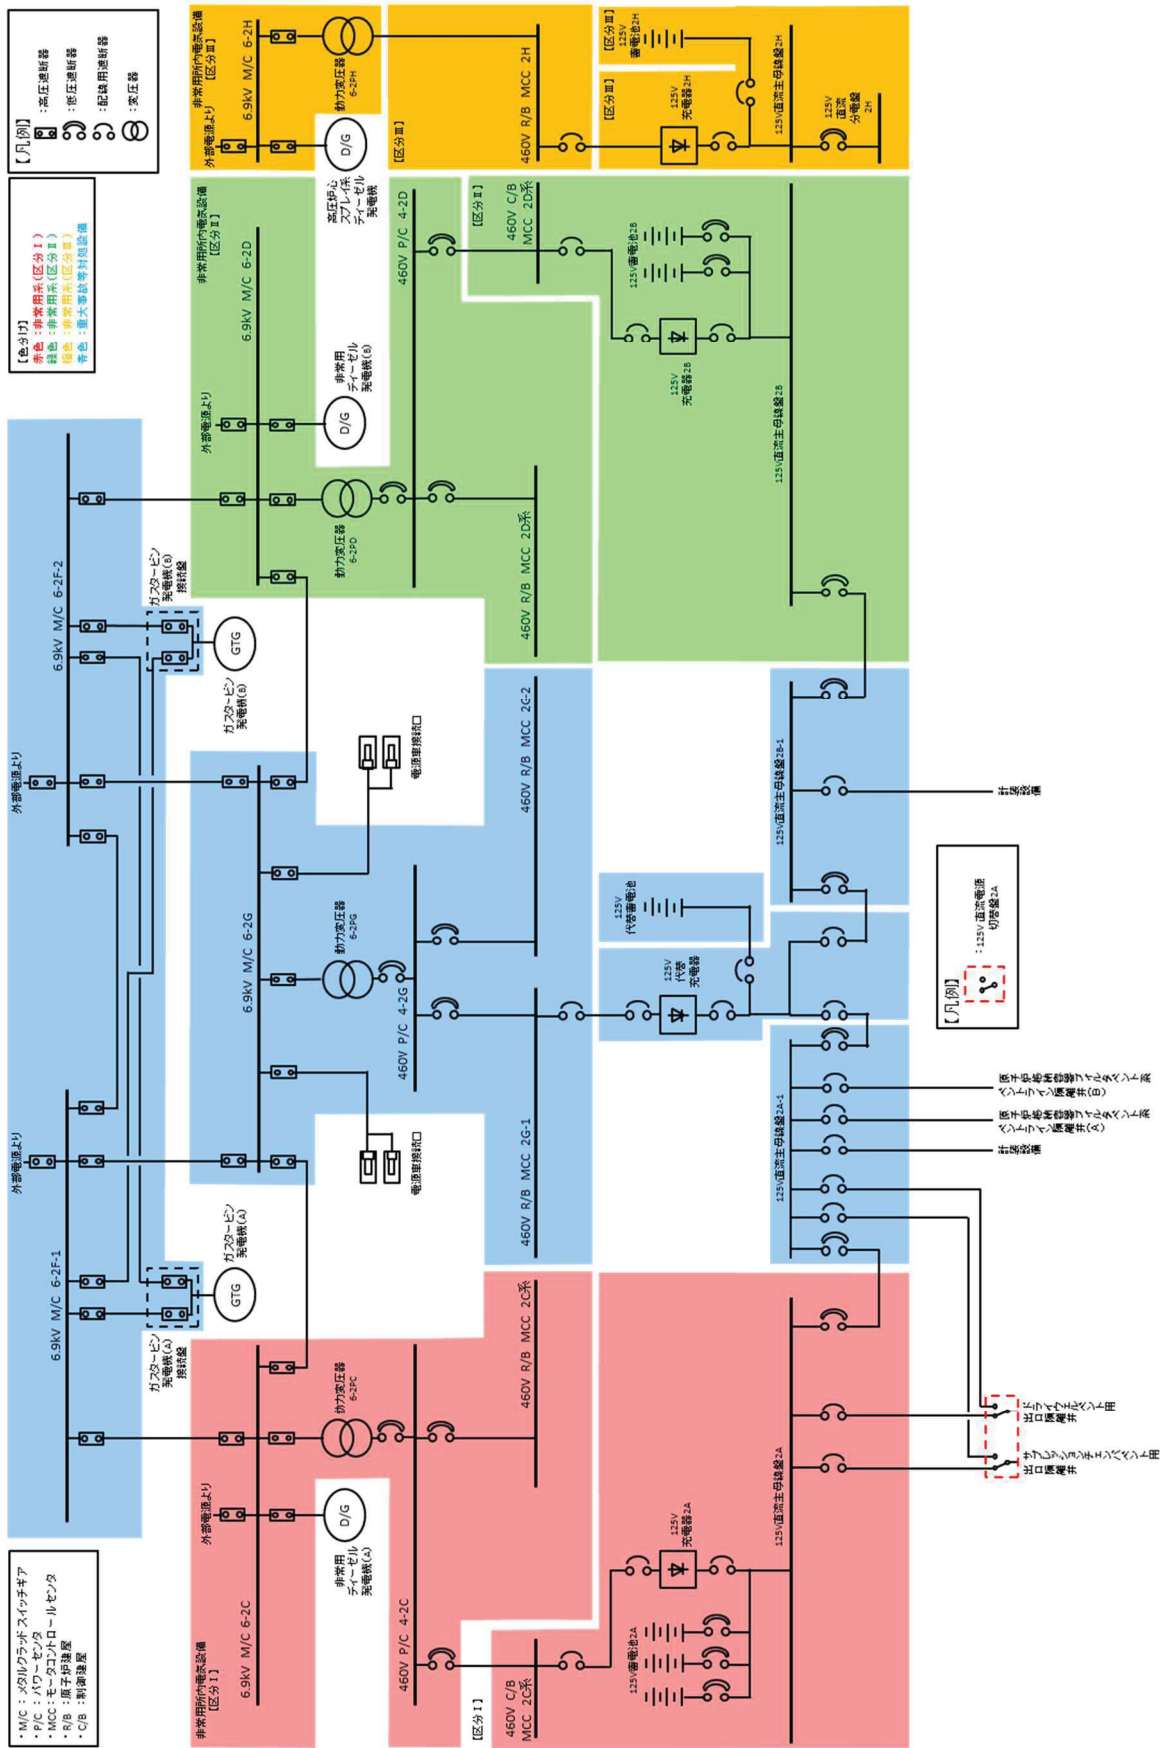 ・M/C：メタルクラッドスイッチギア
・P/C：パワーセンタ
・MCC：モータコントロールセンタ
・R/B：原子炉建屋
・C/B：制御建屋
【色分け】
赤色：非常用系(区分Ⅰ)
緑色：非常用系(区分Ⅱ)
橙色：非常用系(区分Ⅲ)
青色：重大事故等対処設備
【凡例】
：高圧遮断器
：低圧遮断器
：配線用遮断器
：変圧器
外部電源より
外部電源より
6.9kV M/C 6-2F-1
6.9kV M/C 6-2F-2
ガスタービン
発電機(A)
接続盤
GTG
ガスタービン
発電機(A)
ガスタービン
発電機(B)
接続盤
GTG
ガスタービン
発電機(B)
非常用所内電気設備
【区分Ⅰ】
外部電源より
6.9kV M/C 6-2C
D/G
非常用
ディーゼル
発電機(A)
動力変圧器
6-2PC
460V P/C 4-2C
460V R/B MCC 2C系
【区分Ⅰ】
460V C/B
MCC 2C系
125V蓄電池2A
125V
充電器2A
125V直流主母線盤2A
6.9kV M/C 6-2G
電源車接続口
動力変圧器
6-2PG
電源車接続口
460V P/C 4-2G
460V R/B MCC 2G-1
460V R/B MCC 2G-2
125V
代替蓄電池
125V
代替
充電器
125V直流主母線盤2A-1
125V直流主母線盤2B-1
非常用所内電気設備
【区分Ⅱ】
外部電源より
6.9kV M/C 6-2D
D/G
非常用
ディーゼル
発電機(B)
動力変圧器
6-2PD
460V P/C 4-2D
460V R/B MCC 2D系
【区分Ⅱ】
460V C/B
MCC 2D系
125V蓄電池2B
125V
充電器2B
125V直流主母線盤2B
非常用所内電気設備
【区分Ⅲ】
外部電源より
6.9kV M/C 6-2H
D/G
高圧炉心
スプレイ系
ディーゼル
発電機
動力変圧器
6-2PH
【区分Ⅲ】
460V R/B MCC 2H
【区分Ⅲ】
125V
蓄電池2H
【区分Ⅲ】
125V
充電器2H
125V直流主母線盤2H
125V
直流
分電盤
2H
サプレッションチェンバベント用
出口隔離弁
ドライウェルベント用
出口隔離弁
計装設備
原子炉格納容器フィルタベント系
ベントライン隔離弁(A)
原子炉格納容器フィルタベント系
ベントライン隔離弁(B)
計装設備
【凡例】
：125V直流電源
切替盤2A